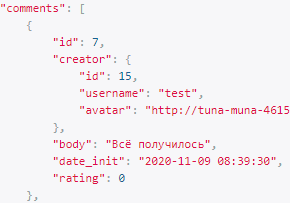 "comments": [
{
"id": 7,
"creator": {
"id": 15,
"username": "test",
"avatar": "http://tuna-muna-4615
},
"body": "Всё получилось",
"date_init": "2020-11-09 08:39:30",
"rating": 0
},